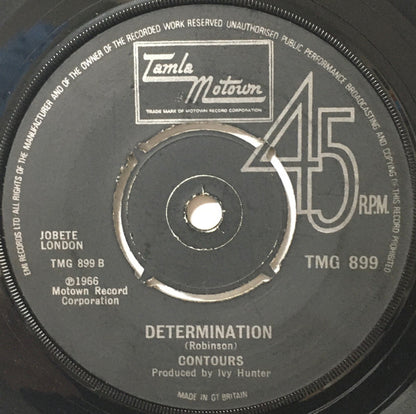 EMI RECORDS LTD ALL RIGHTS OF THE MANUFACTURER AND OF THE OWNER OF THE RECORDED WORK RESERVED UNAUTHORISED PUBLIC PERFORMANCE BROADCASTING AND COPYING OF THIS RECORD PROHIBITED
Tamla
Motown
TRADE MARK OF MOTOWN RECORD CORPORATION
45
R.P.M.
JOBETE
LONDON
TMG 899 B
TMG 899
℗1966
Motown Record
Corporation
DETERMINATION
(Robinson)
CONTOURS
Produced by Ivy Hunter
MADE IN GT BRITAIN